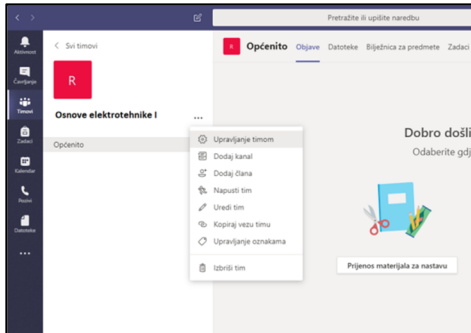 Pretražite ili upišite naredbu
Aktivnost
Čavrljanje
Timovi
Zadaci
Kalendar
Pozivi
Datoteke
Svi timovi
R
Osnove elektrotehnike I
Općenito
Upravljanje timom
Dodaj kanal
Dodaj člana
Napusti tim
Uredi tim
Kopiraj vezu timu
Upravljanje oznakama
Izbriši tim
R Općenito Objave Datoteke Bilježnica za predmete Zadaci
Dobro došli
Odaberite gdj
Prijenos materijala za nastavu